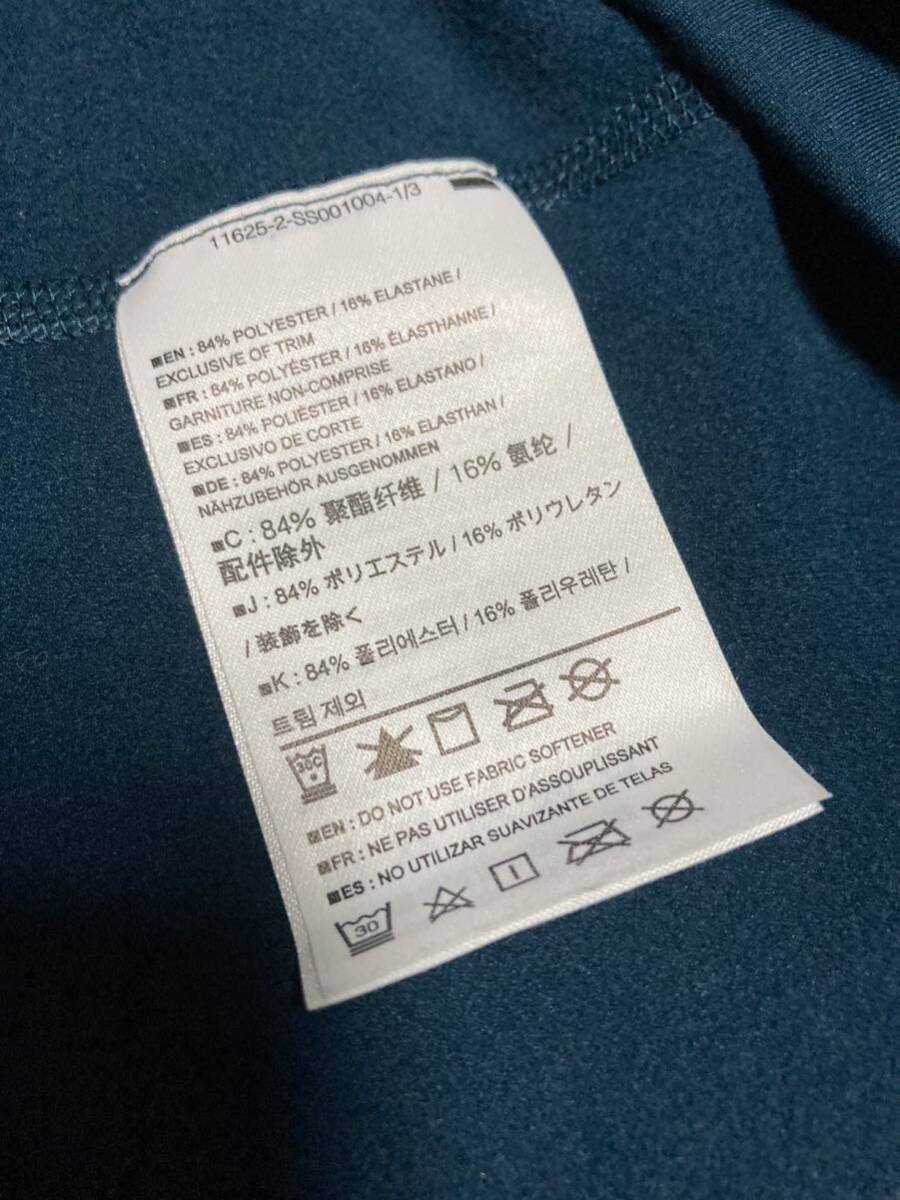 11625-2-SS001004-1/3
EN : 84% POLYESTER / 16% ELASTANE /
EXCLUSIVE OF TRIM
FR : 84% POLYÉSTER / 16% ÉLASTHANNE /
GARNITURE NON-COMPRISE
ES : 84% POLIÉSTER / 16% ELASTANO /
EXCLUSIVO DE CORTE
DE : 84% POLYESTER / 16% ELASTHAN /
NÄHZUBEHÖR AUSGENOMMEN
C : 84% 聚酯纤维 / 16% 氨纶 /
配件除外
J : 84% ポリエステル / 16% ポリウレタン
/ 装飾を除く
K : 84% 폴리에스터 / 16% 폴리우레탄 /
트림 제외
30C
EN : DO NOT USE FABRIC SOFTENER
FR : NE PAS UTILISER D'ASSOUPLISSANT
ES : NO UTILIZAR SUAVIZANTE DE TELAS
30